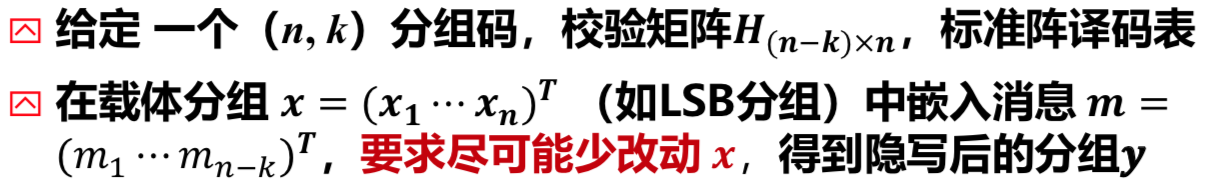 给定 一个（n, k）分组码，校验矩阵H_{(n−k)×n}，标准阵译码表
在载体分组 x = (x_1 ⋯ x_n)^T （如LSB分组）中嵌入消息 m =
(m_1 ⋯ m_{n−k})^T，要求尽可能少改动 x，得到隐写后的分组y